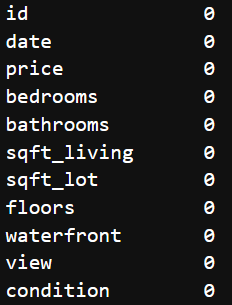 id 0
date 0
price 0
bedrooms 0
bathrooms 0
sqft_living 0
sqft_lot 0
floors 0
waterfront 0
view 0
condition 0